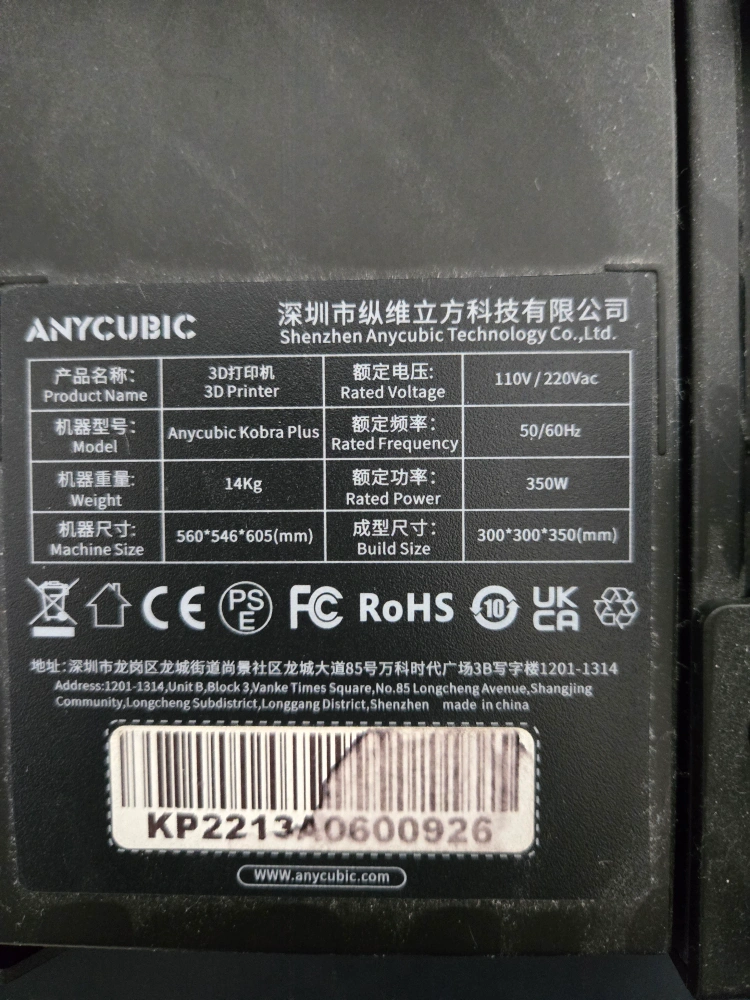 ANYCUBIC
深圳市纵维立方科技有限公司
Shenzhen Anycubic Technology Co.,Ltd.
产品名称:
Product Name
3D打印机
3D Printer
额定电压:
Rated Voltage
110V / 220Vac
机器型号:
Model
Anycubic Kobra Plus
额定频率:
Rated Frequency
50/60Hz
机器重量:
Weight
14Kg
额定功率:
Rated Power
350W
机器尺寸:
Machine Size
560*546*605(mm)
成型尺寸:
Build Size
300*300*350(mm)
CE
PS
E
FC
RoHS
10
UK
CA
地址:深圳市龙岗区龙城街道尚景社区龙城大道85号万科时代广场3B写字楼1201-1314
Address:1201-1314,Unit B,Block 3,Vanke Times Square,No.85 Longcheng Avenue,Shangjing
Community,Longcheng Subdistrict,Longgang District,Shenzhen made in china
KP2213A0600926
www.anycubic.com